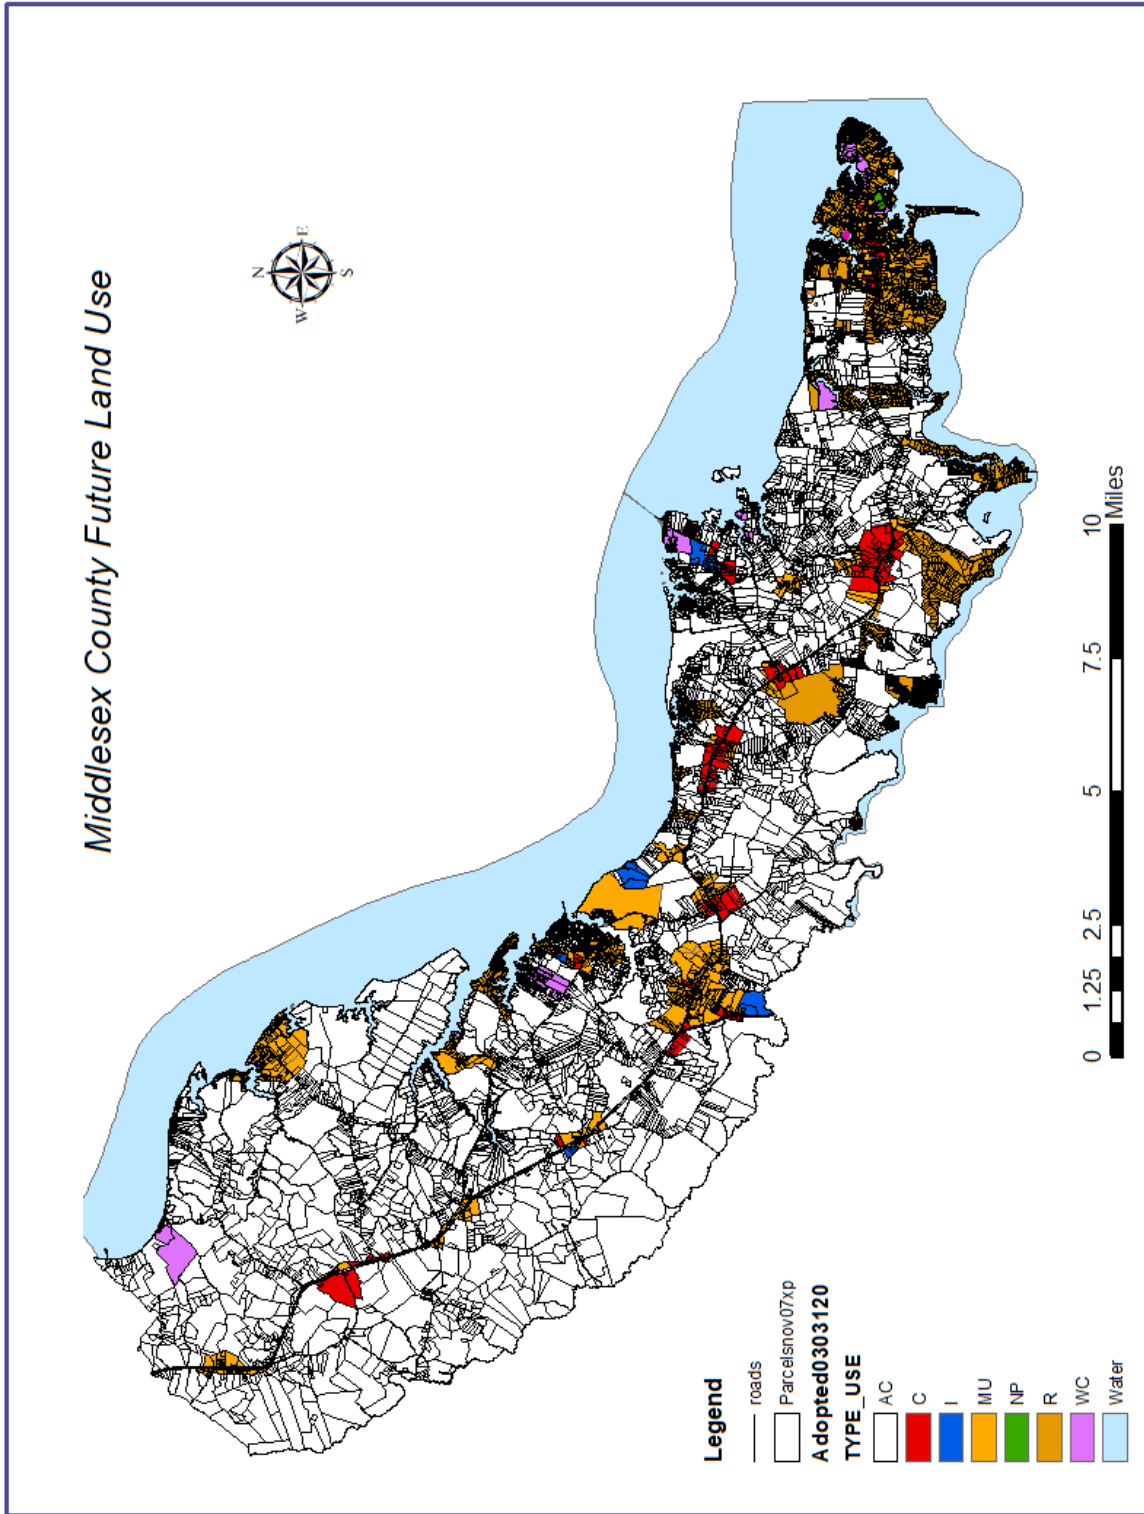 Middlesex County Future Land Use
N
W
E
S
Legend
roads
Parcelsnov07xp
Adopted0303120
TYPE_USE
AC
C
I
MU
NP
R
WC
Water
0 1.25 2.5 5 7.5 10
Miles